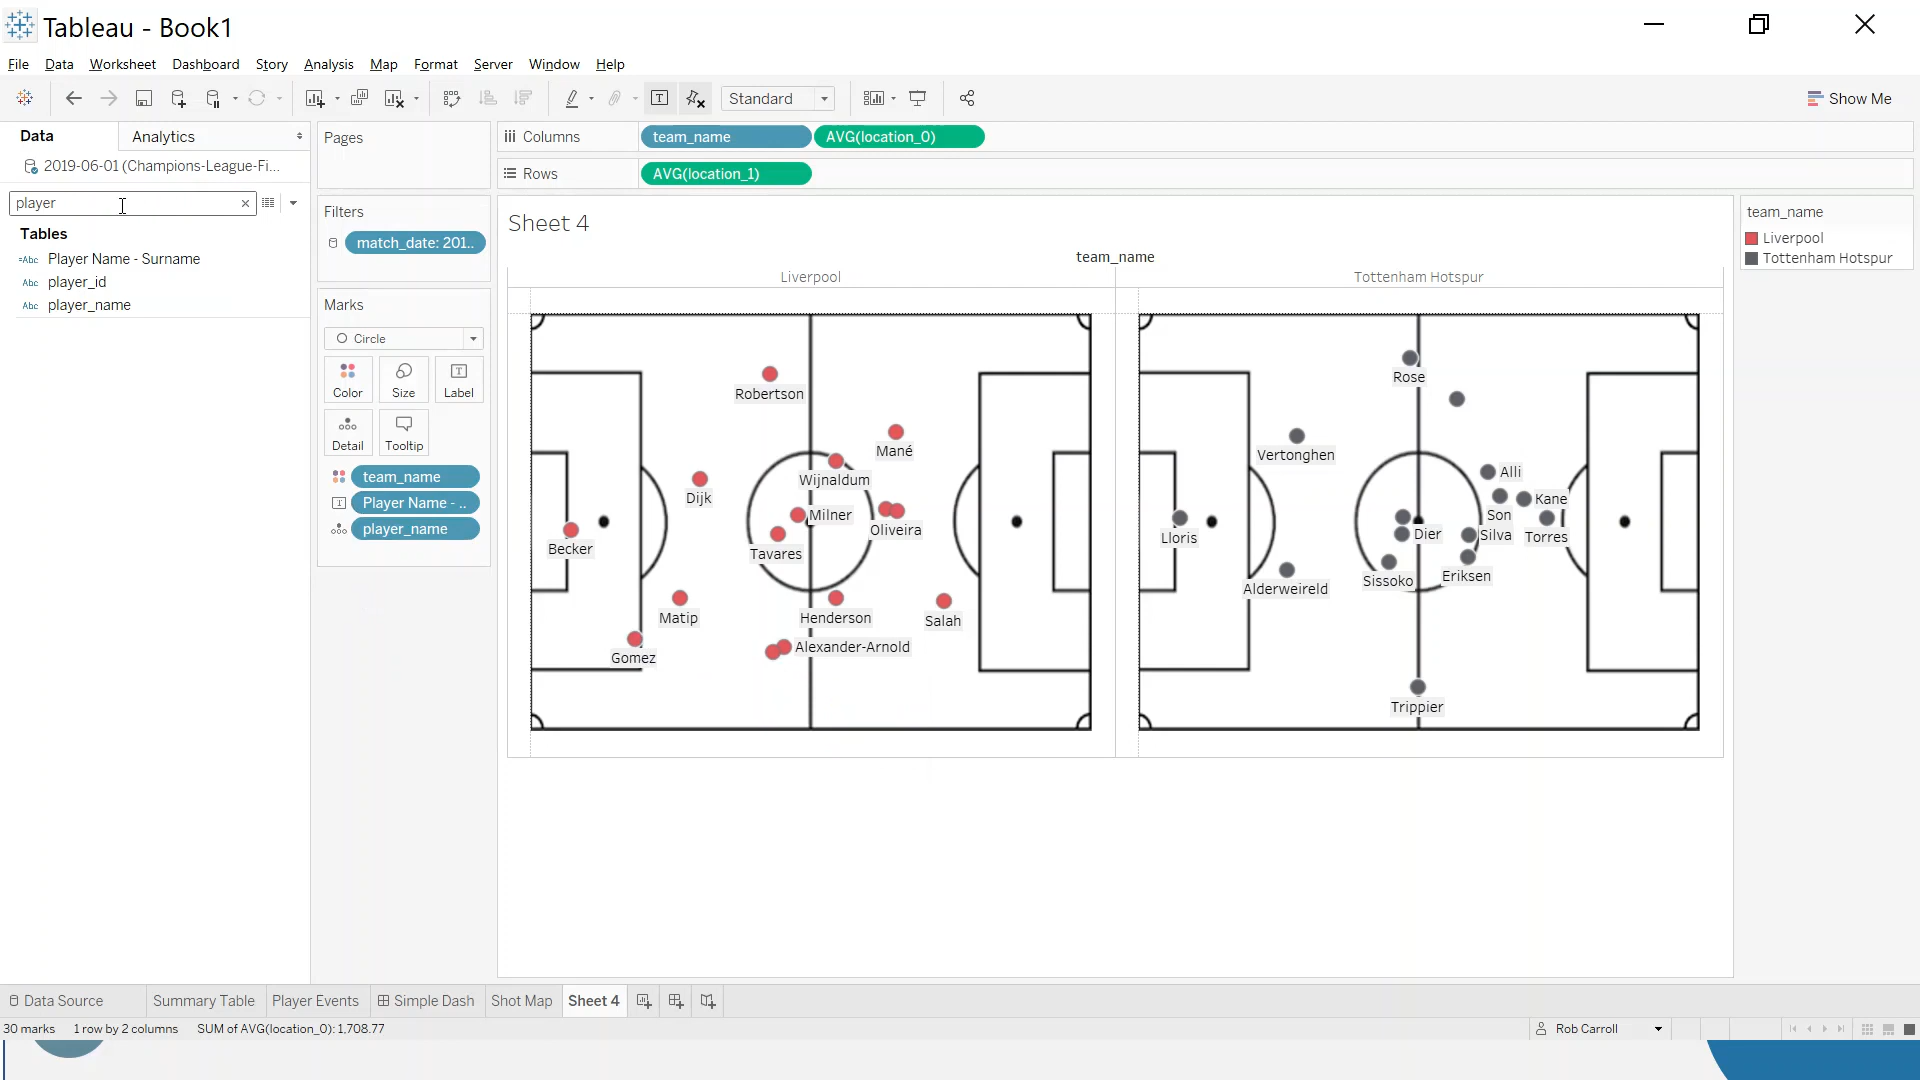 Tableau - Book1
File Data Worksheet Dashboard Story Analysis Map Format Server Window Help
Standard
Show Me
Data Analytics
2019-06-01 (Champions-League-Fi...
player
Tables
Abc Player Name - Surname
Abc player_id
Abc player_name
Pages
Filters
match_date: 201..
Marks
Circle
Color Size Label
Detail Tooltip
team_name
Player Name - ..
player_name
Columns team_name AVG(location_0)
Rows AVG(location_1)
Sheet 4
team_name
Liverpool Tottenham Hotspur
Robertson
Mané
Wijnaldum
Dijk
Milner
Oliveira
Becker
Tavares
Matip
Henderson
Salah
Alexander-Arnold
Gomez
Rose
Vertonghen
Alli
Kane
Son
Lloris
Dier
Silva
Torres
Sissoko
Eriksen
Alderweireld
Trippier
team_name
Liverpool
Tottenham Hotspur
Data Source Summary Table Player Events Simple Dash Shot Map Sheet 4
30 marks 1 row by 2 columns SUM of AVG(location_0): 1,708.77
Rob Carroll